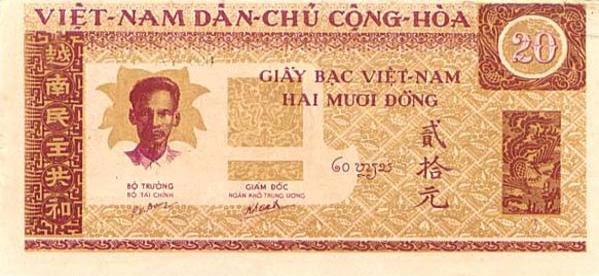 VIỆT-NAM DÂN-CHỦ CỘNG-HÒA
20
越南民主共和
GIẤY BẠC VIỆT-NAM
HAI MƯƠI ĐỒNG
貳拾元
BỘ TRƯỞNG
BỘ TÀI CHÍNH
GIÁM ĐỐC
NGÂN KHỐ TRUNG ƯƠNG